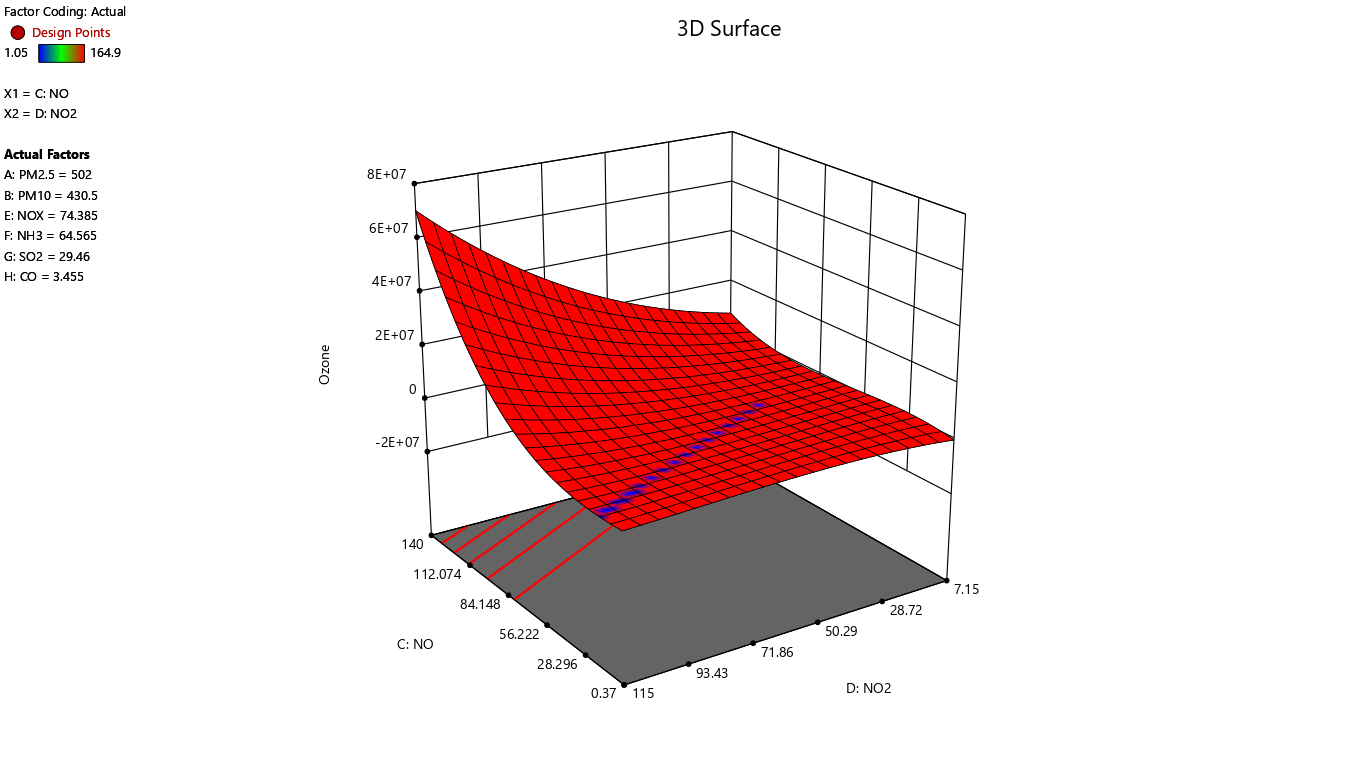 Factor Coding: Actual
3D Surface
Design Points
1.05 164.9
X1 = C: NO
X2 = D: NO2
Actual Factors
A: PM2.5 = 502
B: PM10 = 430.5
E: NOX = 74.385
F: NH3 = 64.565
G: SO2 = 29.46
H: CO = 3.455
8E+07
6E+07
4E+07
2E+07
0
-2E+07
Ozone
140
112.074
84.148
56.222
28.296
0.37
C: NO
115
93.43
71.86
50.29
28.72
7.15
D: NO2